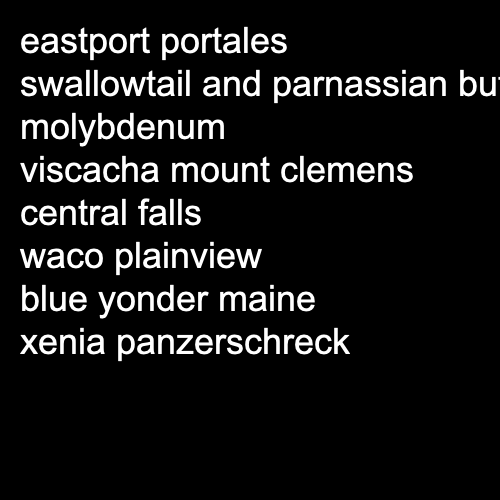 eastport portales
swallowtail and parnassian
molybdenum
viscacha mount clemens
central falls
waco plainview
blue yonder maine
xenia panzerschreck